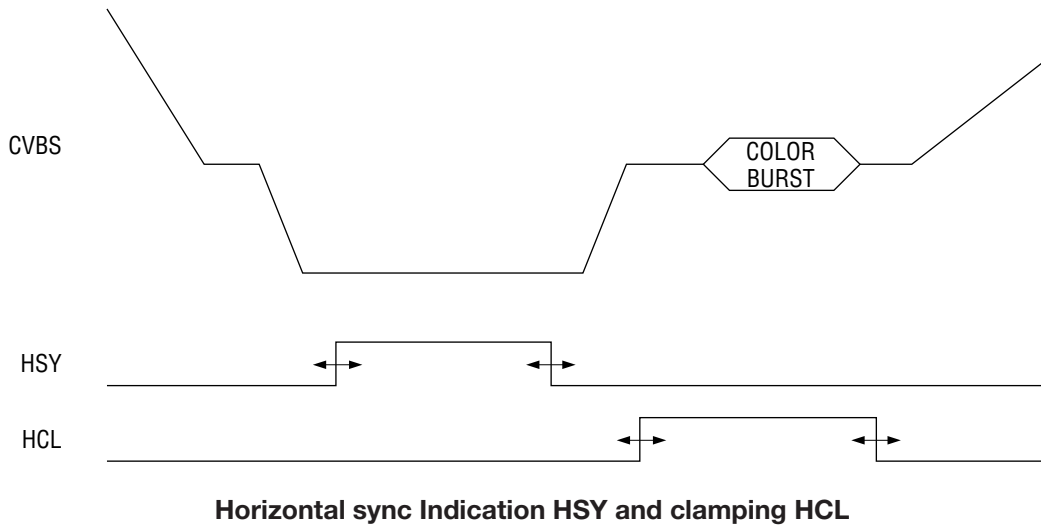 CVBS
COLOR
BURST
HSY
HCL
Horizontal sync Indication HSY and clamping HCL